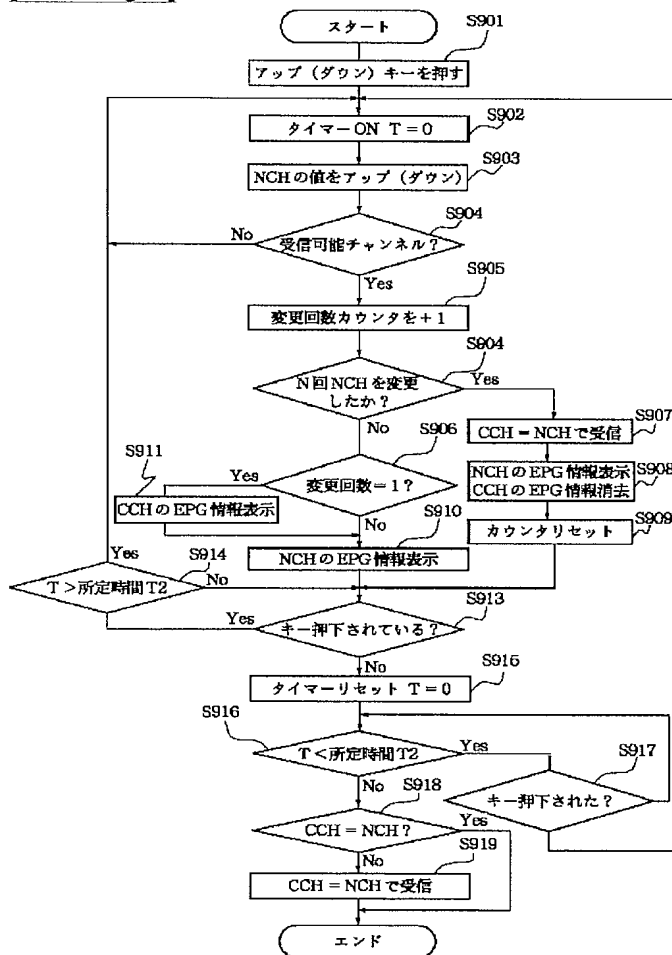 スタート
S901
アップ（ダウン）キーを押す
タイマーON T＝0
S902
S903
NCHの値をアップ（ダウン）
S904
No
受信可能チャンネル？
Yes
S905
変更回数カウンタを＋1
S904
N回NCHを変更
したか？
Yes
No
S907
CCH＝NCHで受信
S906
S911
Yes
変更回数＝1？
NCHのEPG情報表示
CCHのEPG情報消去
S908
CCHのEPG情報表示
No
S910
カウンタリセット
S909
NCHのEPG情報表示
Yes
S914
T＞所定時間T2
No
Yes
キー押下されている？
S913
No
S915
タイマーリセット T＝0
S916
T＜所定時間T2
Yes
S917
No
キー押下された？
S918
CCH＝NCH？
Yes
Yes
No
S919
CCH＝NCHで受信
エンド